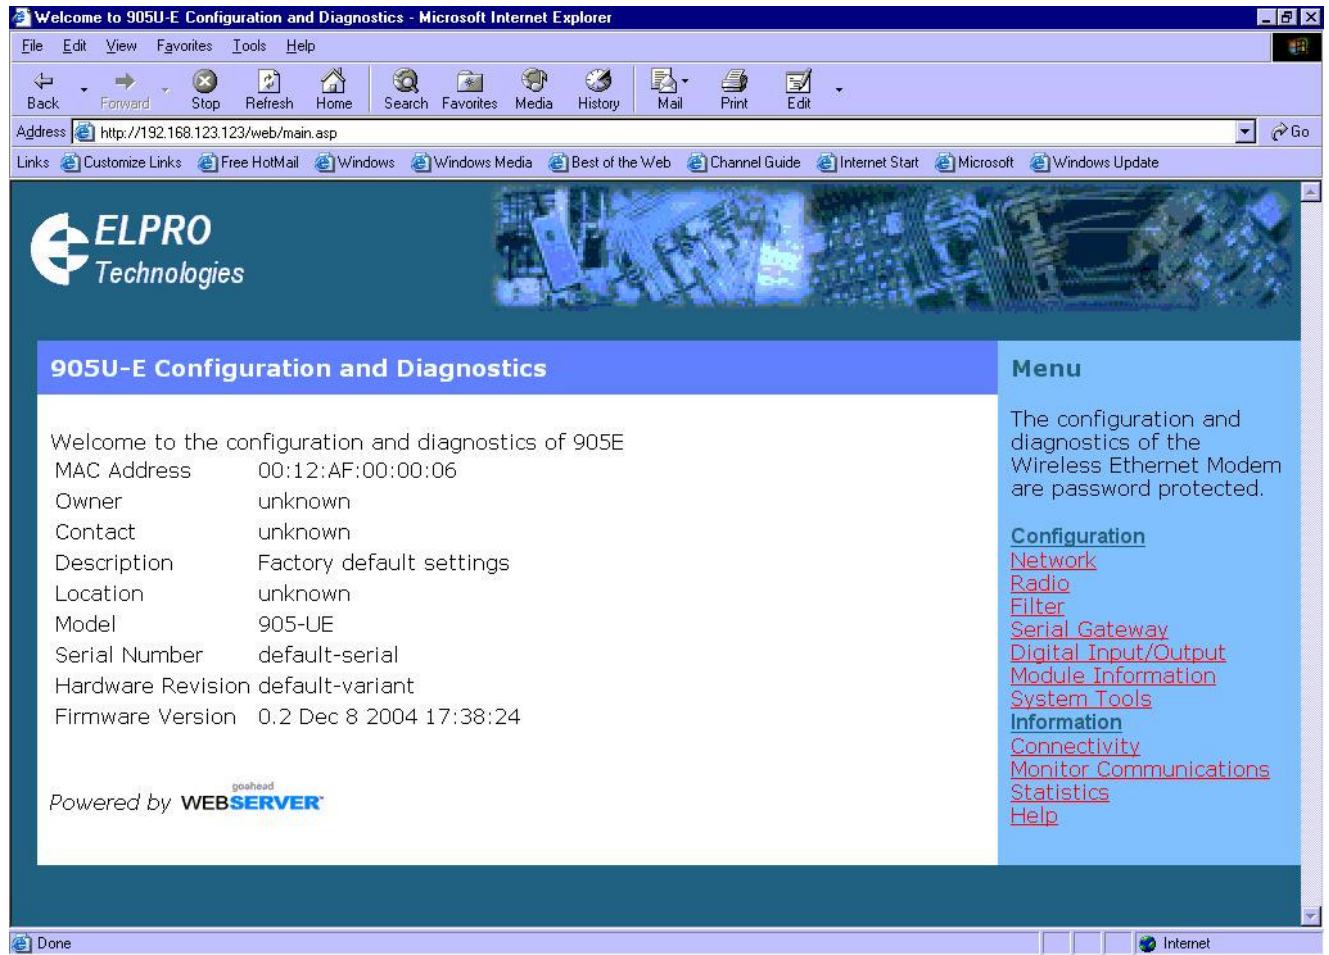 Welcome to 905U-E Configuration and Diagnostics - Microsoft Internet Explorer
File Edit View Favorites Tools Help
Back Forward Stop Refresh Home Search Favorites Media History Mail Print Edit
Address http://192.168.123.123/web/main.asp Go
Links Customize Links Free HotMail Windows Windows Media Best of the Web Channel Guide Internet Start Microsoft Windows Update
ELPRO
Technologies
905U-E Configuration and Diagnostics
Welcome to the configuration and diagnostics of 905E
MAC Address 00:12:AF:00:00:06
Owner unknown
Contact unknown
Description Factory default settings
Location unknown
Model 905-UE
Serial Number default-serial
Hardware Revision default-variant
Firmware Version 0.2 Dec 8 2004 17:38:24
goahead
Powered by WEBSERVER™
Menu
The configuration and
diagnostics of the
Wireless Ethernet Modem
are password protected.
Configuration
Network
Radio
Filter
Serial Gateway
Digital Input/Output
Module Information
System Tools
Information
Connectivity
Monitor Communications
Statistics
Help
Done Internet